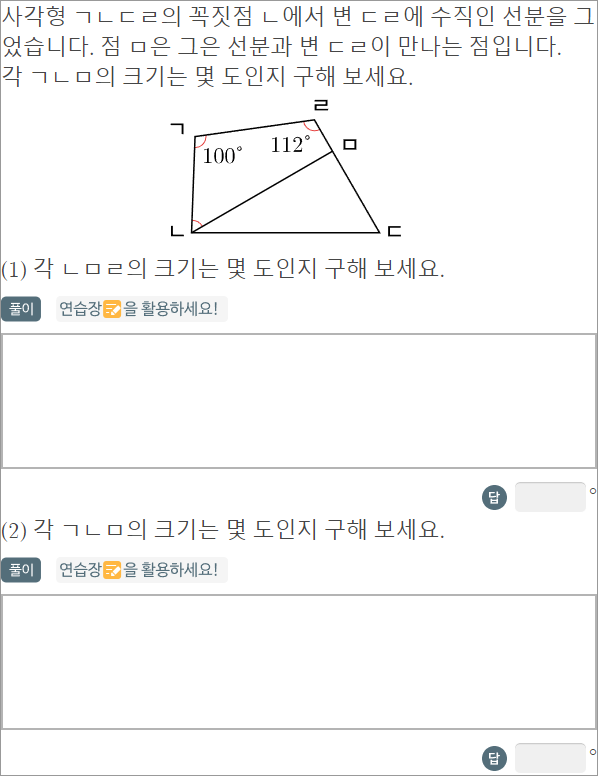 사각형 ㄱㄴㄷㄹ의 꼭짓점 ㄴ에서 변 ㄷㄹ에 수직인 선분을 그
었습니다. 점 ㅁ은 그은 선분과 변 ㄷㄹ이 만나는 점입니다.
각 ㄱㄴㅁ의 크기는 몇 도인지 구해 보세요.
ㄹ
ㄱ
100°
112°
ㅁ
ㄴ
ㄷ
(1) 각 ㄴㅁㄹ의 크기는 몇 도인지 구해 보세요.
풀이 연습장을 활용하세요!
답 °
(2) 각 ㄱㄴㅁ의 크기는 몇 도인지 구해 보세요.
풀이 연습장을 활용하세요!
답 °